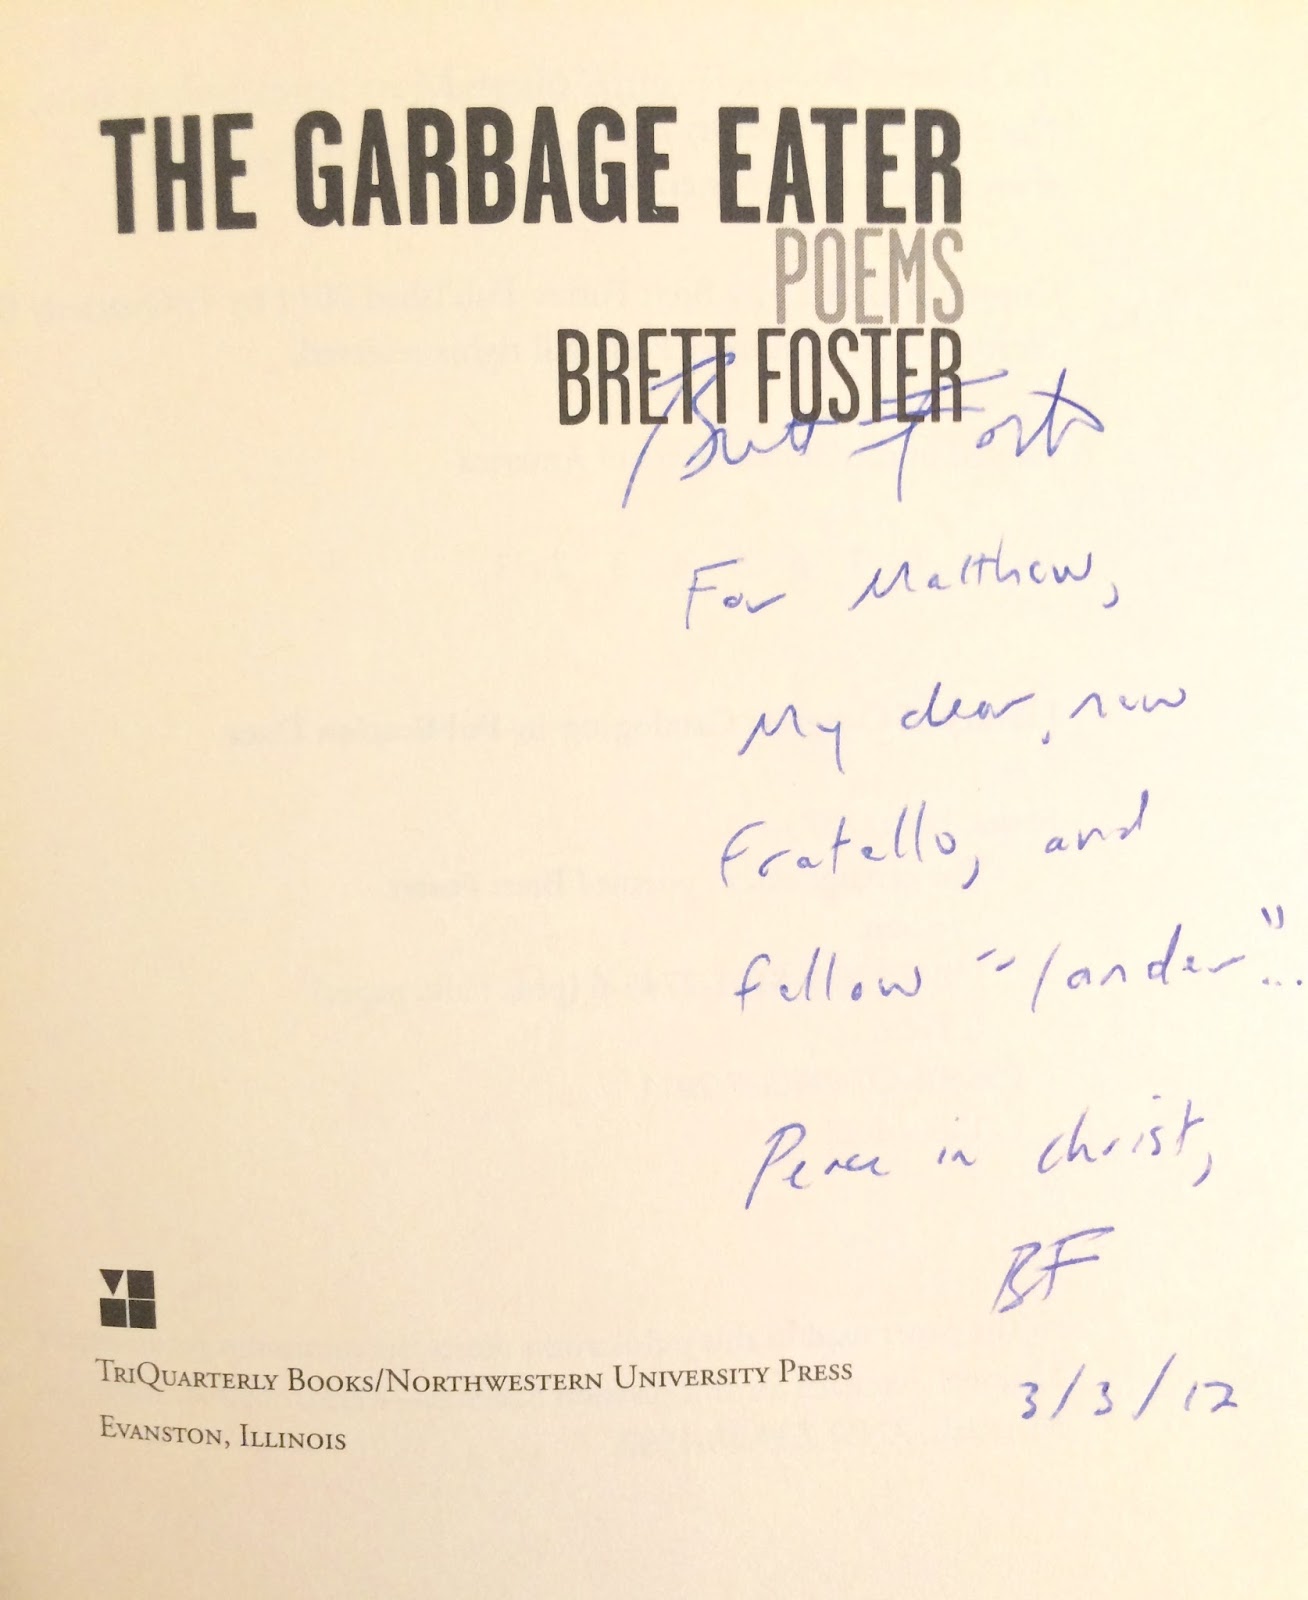 THE GARBAGE EATER
POEMS
BRETT FOSTER
Brett Foster
For Matthew,
My dear, new
Fratello, and
fellow "lander"...
Peace in Christ,
BF
3/3/12
TRIQUARTERLY BOOKS/NORTHWESTERN UNIVERSITY PRESS
EVANSTON, ILLINOIS